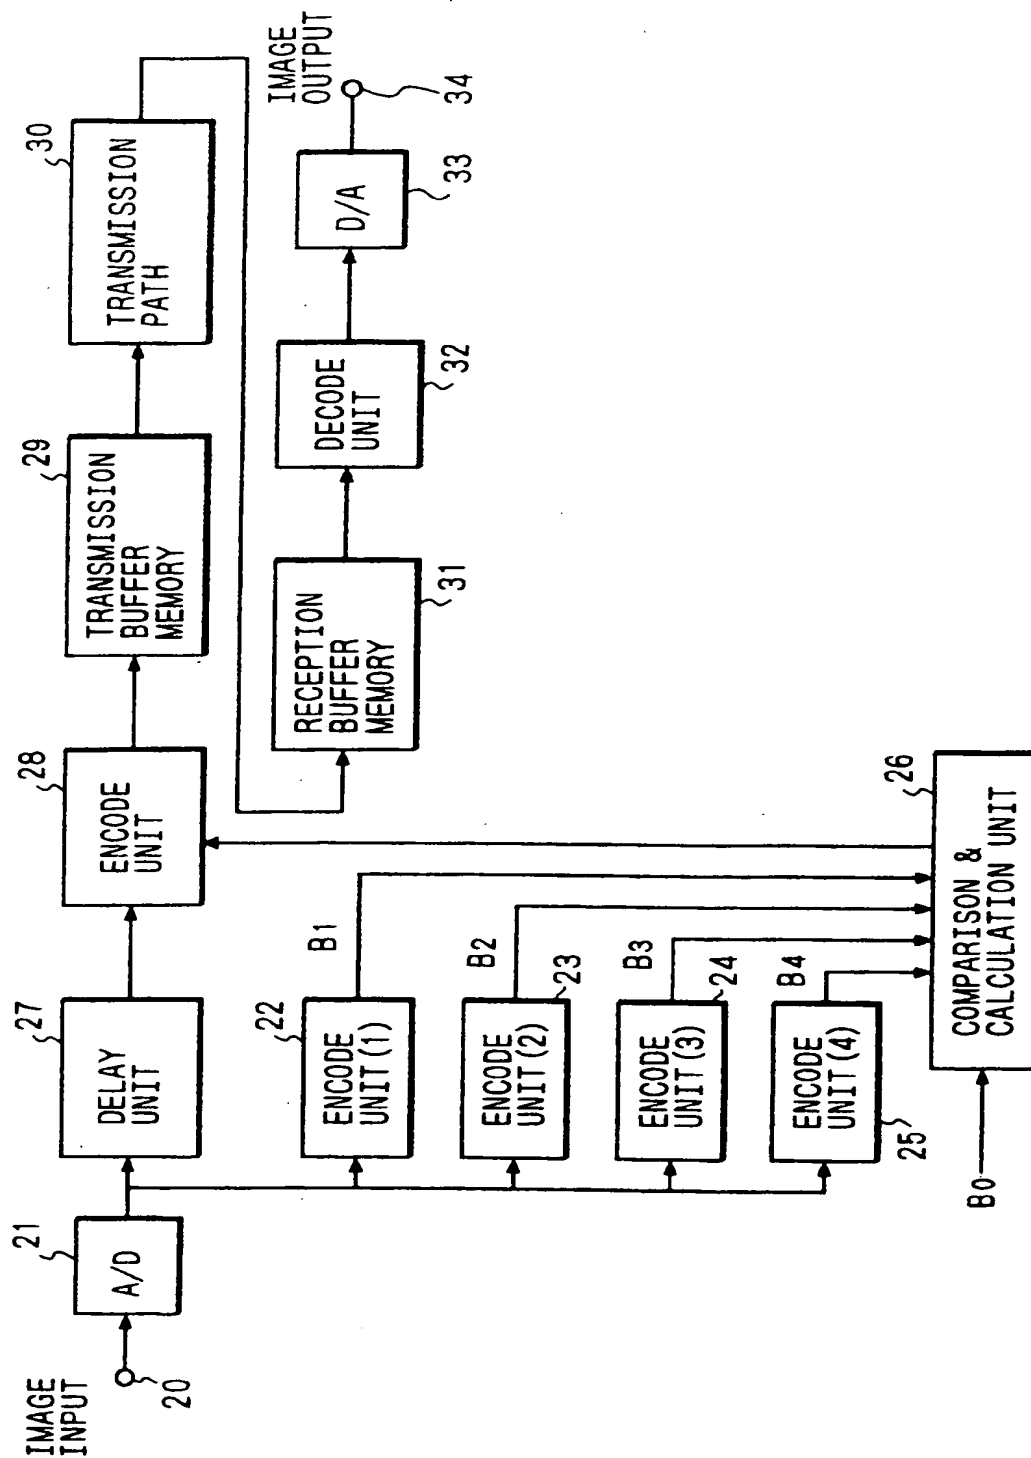 IMAGE
INPUT
20
21
A/D
27
DELAY
UNIT
28
ENCODE
UNIT
29
TRANSMISSION
BUFFER
MEMORY
30
TRANSMISSION
PATH
22
ENCODE
UNIT(1)
B1
ENCODE
UNIT(2)
23
B2
ENCODE
UNIT(3)
24
B3
ENCODE
UNIT(4)
25
B4
B0
26
COMPARISON &
CALCULATION UNIT
RECEPTION
BUFFER
MEMORY
31
DECODE
UNIT
32
D/A
33
IMAGE
OUTPUT
34